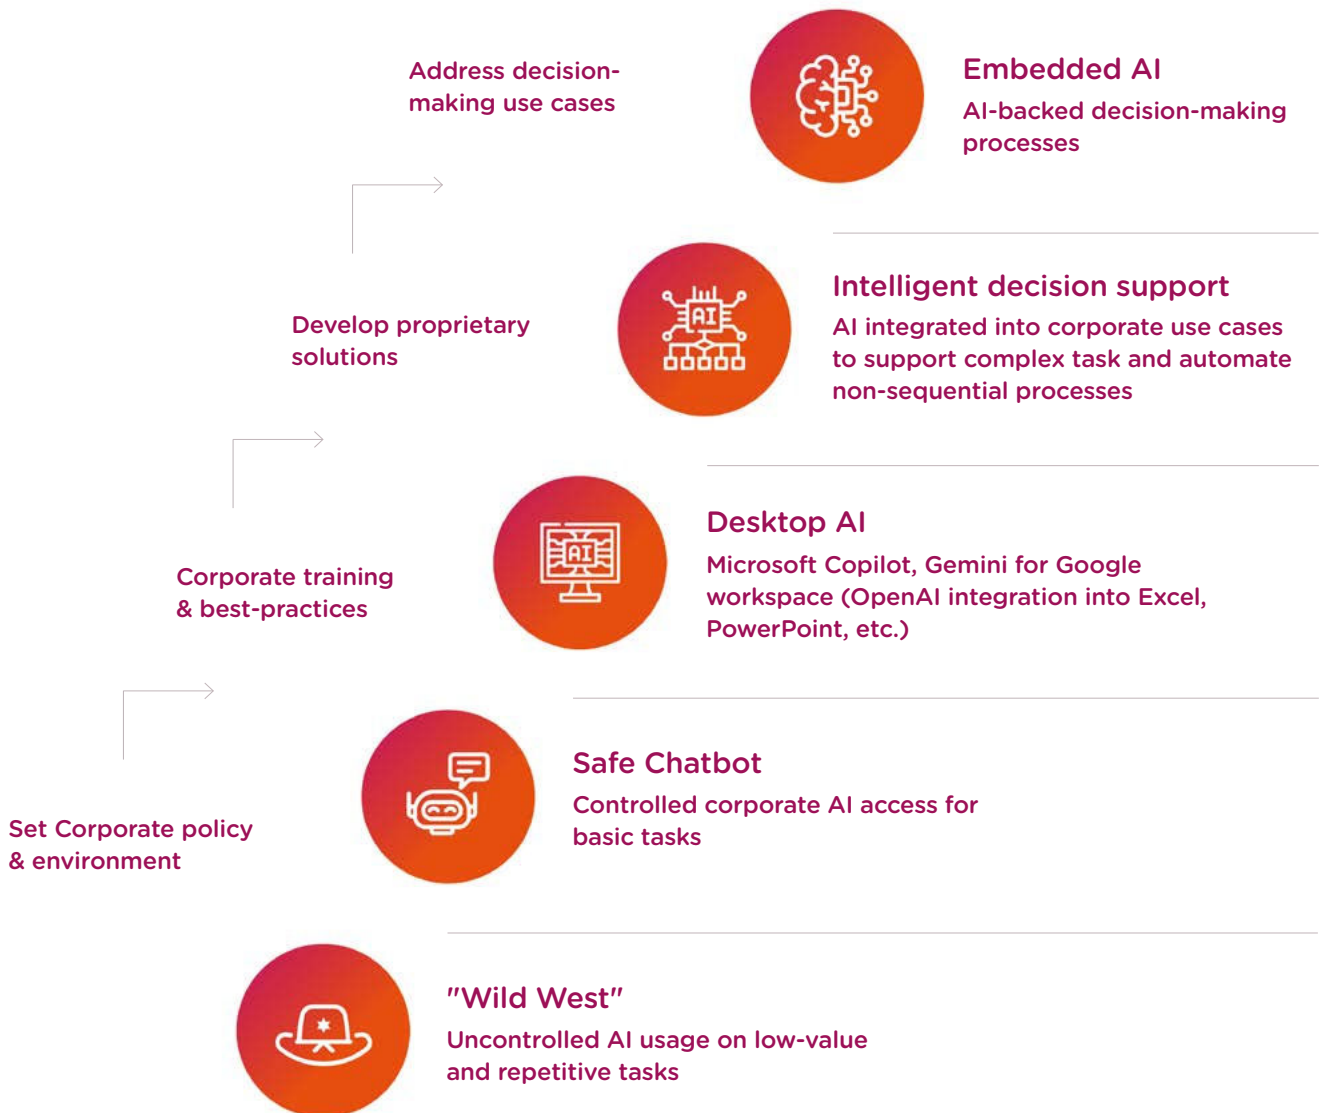 Address decision-
making use cases
Embedded AI
AI-backed decision-making
processes
Develop proprietary
solutions
AI
Intelligent decision support
AI integrated into corporate use cases
to support complex task and automate
non-sequential processes
Corporate training
& best-practices
AI
Desktop AI
Microsoft Copilot, Gemini for Google
workspace (OpenAI integration into Excel,
PowerPoint, etc.)
Set Corporate policy
& environment
Safe Chatbot
Controlled corporate AI access for
basic tasks
"Wild West"
Uncontrolled AI usage on low-value
and repetitive tasks